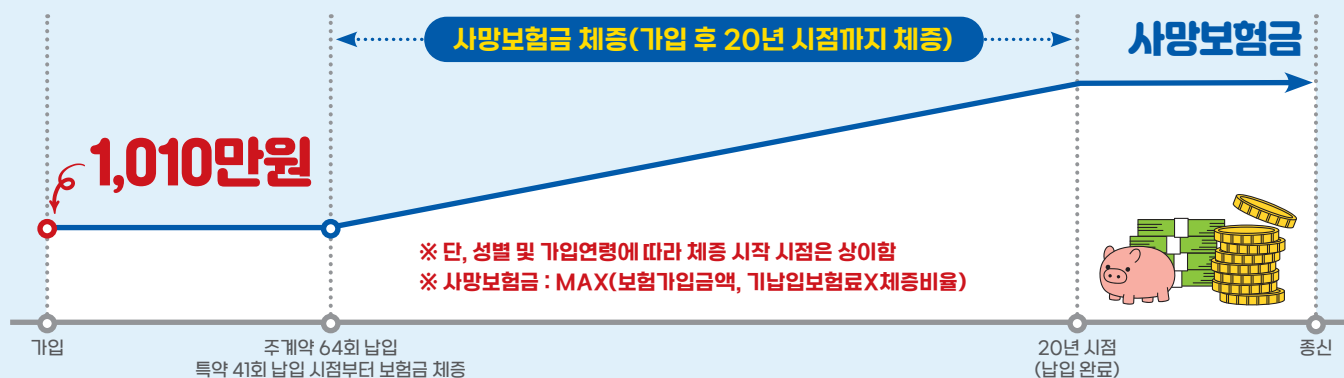 사망보험금 체증(가입 후 20년 시점까지 체증)
사망보험금
1,010만원
※ 단, 성별 및 가입연령에 따라 체증 시작 시점은 상이함
※ 사망보험금 : MAX(보험가입금액, 기납입보험료X체증비율)
가입
주계약 64회 납입
특약 41회 납입 시점부터 보험금 체증
20년 시점
(납입 완료)
종신